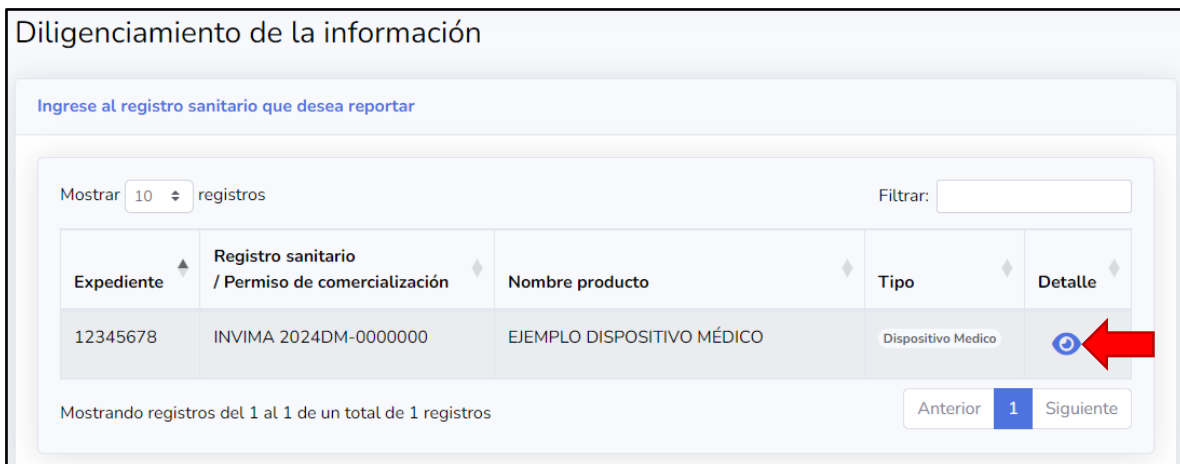 Diligenciamiento de la información
Ingrese al registro sanitario que desea reportar
Mostrar 10 registros
Filtrar:
Expediente
Registro sanitario
/ Permiso de comercialización
Nombre producto
Tipo
Detalle
12345678
INVIMA 2024DM-0000000
EJEMPLO DISPOSITIVO MÉDICO
Dispositivo Medico
Mostrando registros del 1 al 1 de un total de 1 registros
Anterior 1 Siguiente